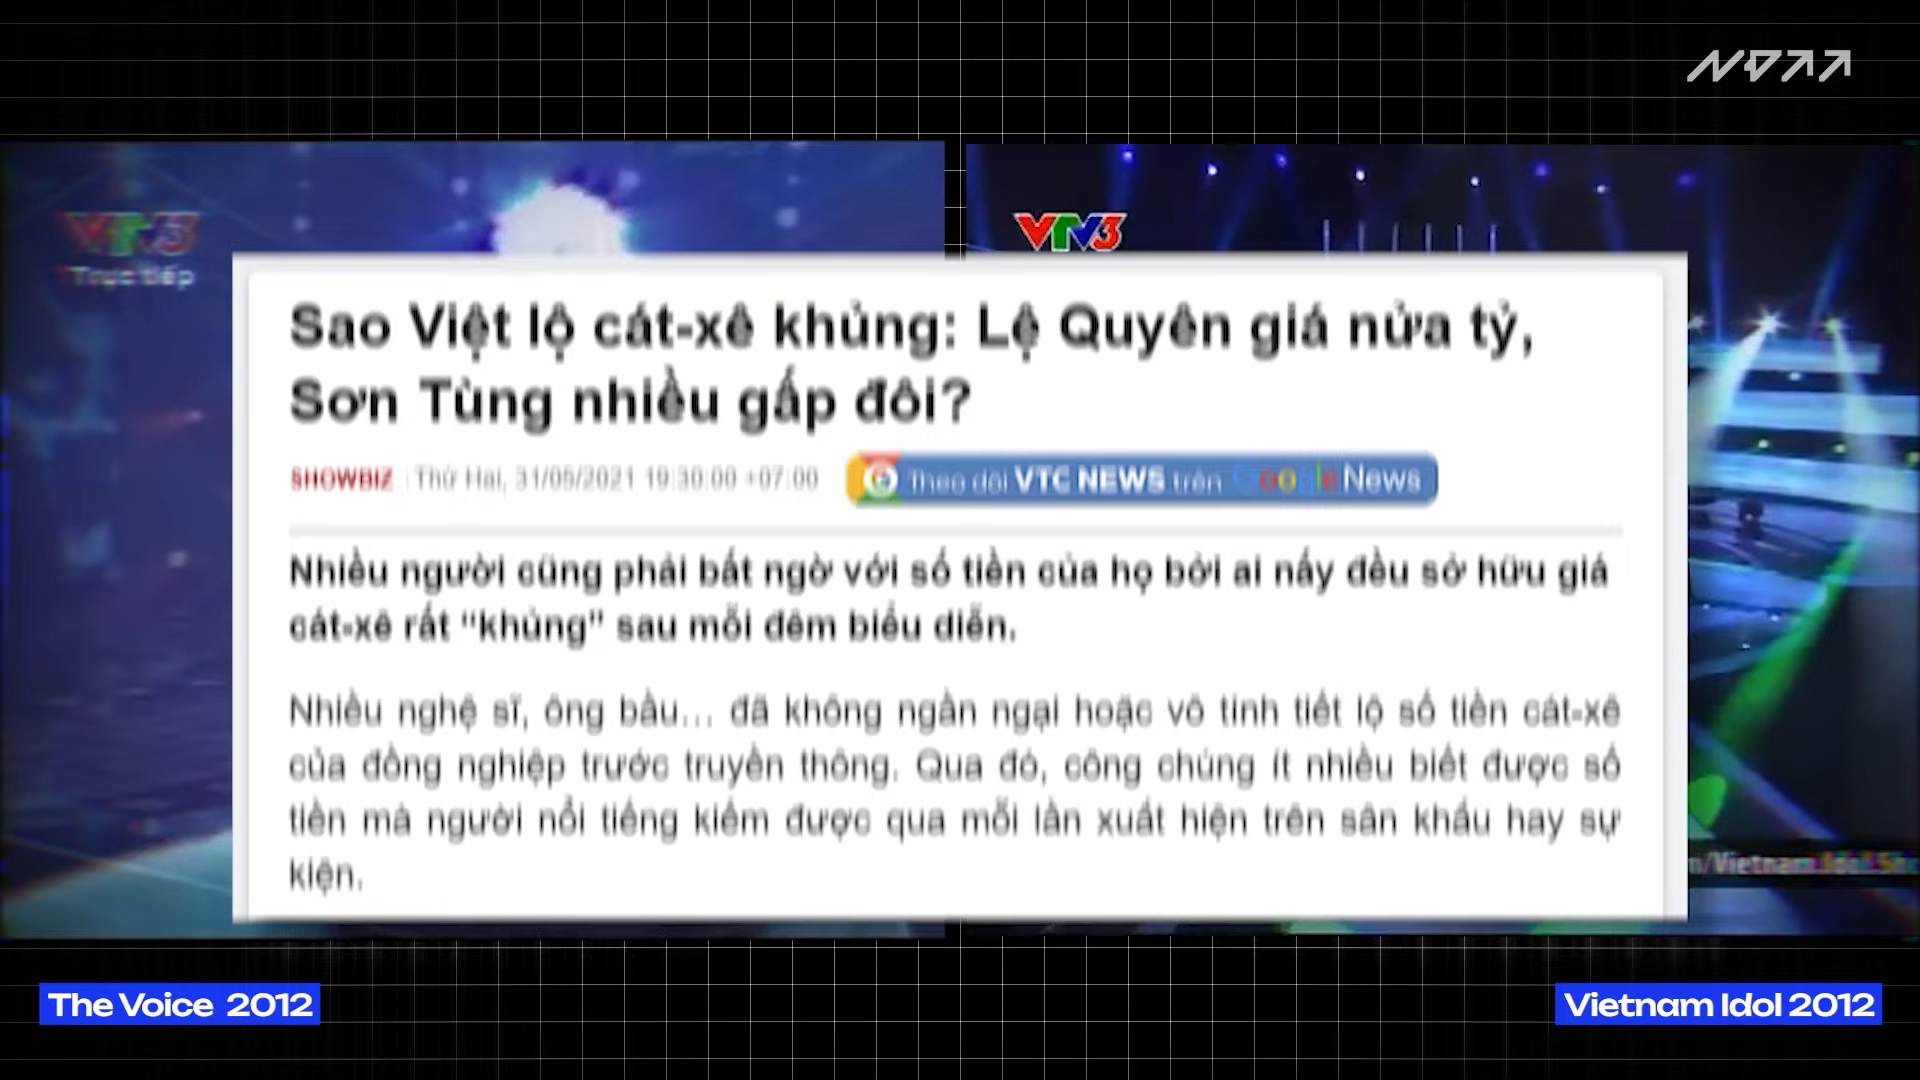 VTV3
Trực tiếp
VTV3
Sao Việt lộ cát-xê khủng: Lệ Quyên giá nửa tỷ,
Sơn Tùng nhiều gấp đôi?
SHOWBIZ Thứ Hai, 31/05/2021 19:30:00 +07:00 Theo dõi VTC NEWS trên Google News
Nhiều người cũng phải bất ngờ với số tiền của họ bởi ai nấy đều sở hữu giá
cát-xê rất “khủng” sau mỗi đêm biểu diễn.
Nhiều nghệ sĩ, ông bầu... đã không ngần ngại hoặc vô tình tiết lộ số tiền cát-xê
của đồng nghiệp trước truyền thông. Qua đó, công chúng ít nhiều biết được số
tiền mà người nổi tiếng kiếm được qua mỗi lần xuất hiện trên sân khấu hay sự
kiện.
The Voice 2012
Vietnam Idol 2012